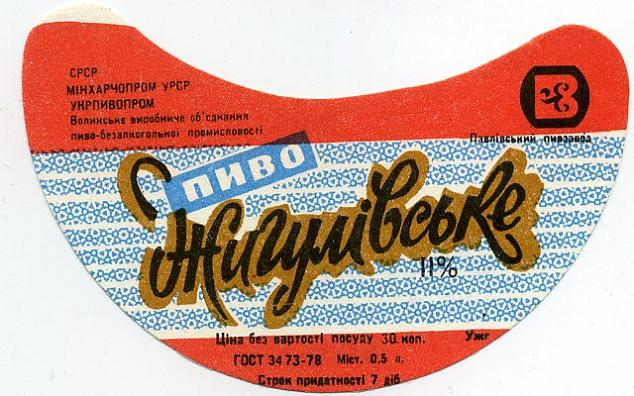 СРСР
МІНХАРЧОПРОМ УРСР
УКРПИВОПРОМ
Волинське виробниче об'єднання
пиво-безалкогольної промисловості
Павлівський пивзавод
ПИВО
Жигулівське
11%
Ціна без вартості посуду 30 коп.
Ужг
ГОСТ 3473-78 Міст. 0,5 л.
Строк придатності 7 діб